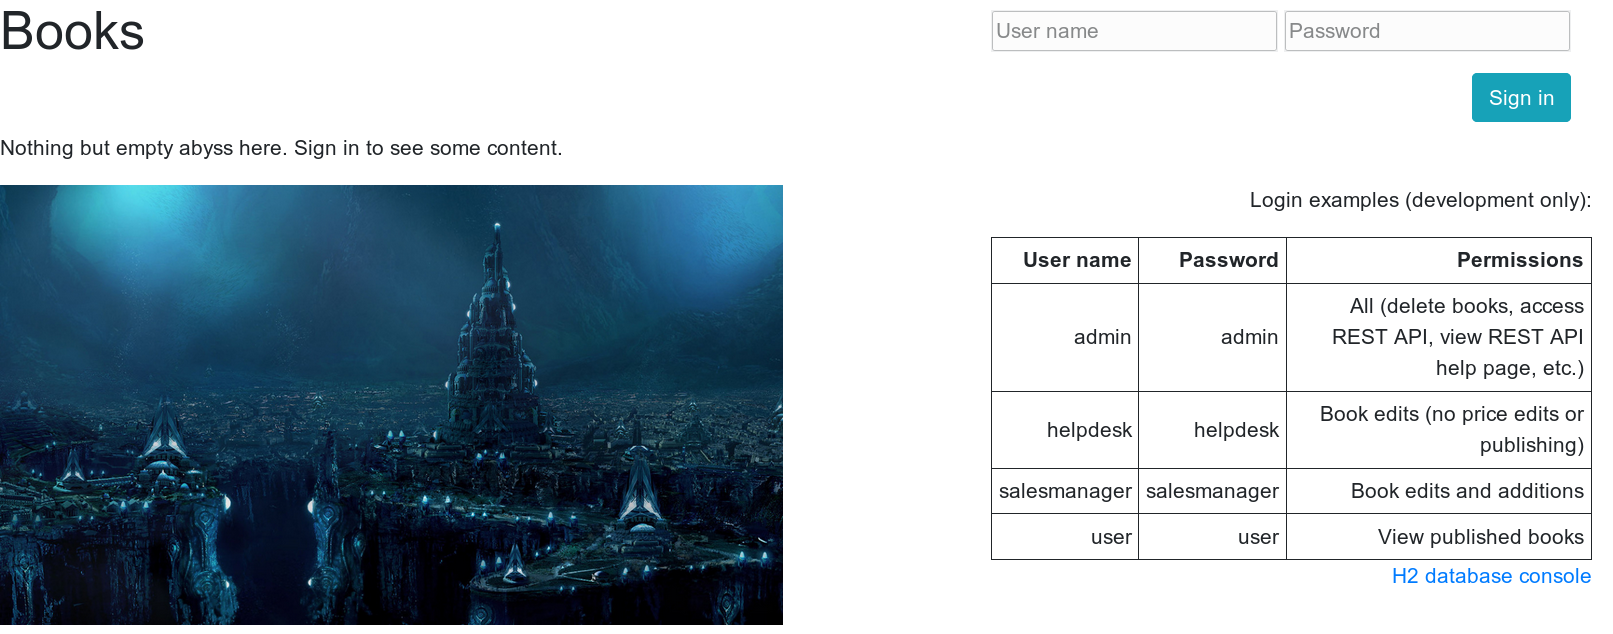 Books
User name Password
Sign in
Nothing but empty abyss here. Sign in to see some content.
Login examples (development only):
User name Password Permissions
admin admin All (delete books, access
REST API, view REST API
help page, etc.)
helpdesk helpdesk Book edits (no price edits or
publishing)
salesmanager salesmanager Book edits and additions
user user View published books
H2 database console